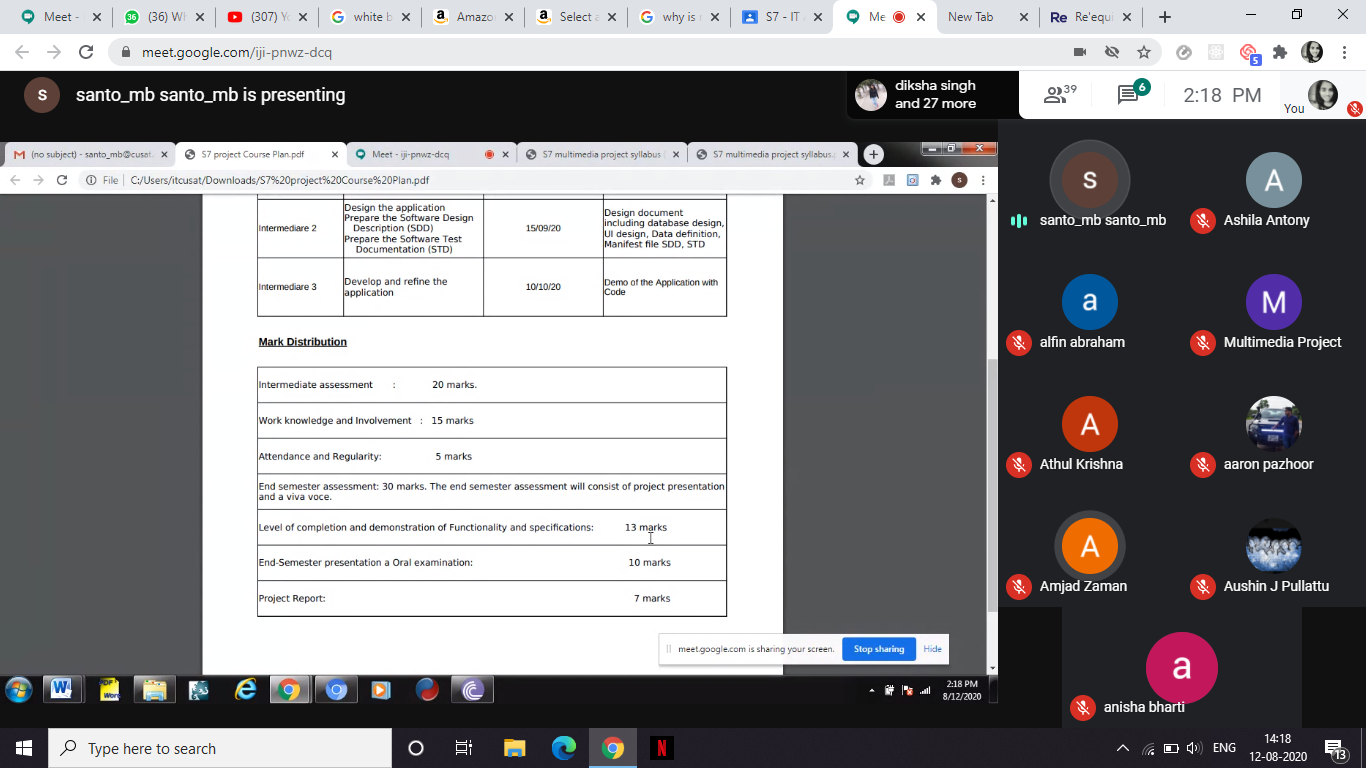 Meet -
(36) Wh
(307) Yo
white b
Amazo
Select a
why is
S7 - IT
Me
New Tab
Re'equi
meet.google.com/iji-pnwz-dcq
5
S
santo_mb santo_mb is presenting
diksha singh
and 27 more
39
6
2:18 PM
You
(no subject) - santo_mb@cusat.
S7 project Course Plan.pdf
Meet - iji-pnwz-dcq
S7 multimedia project syllabus (
S7 multimedia project syllabus.
File
C:/Users/itcusat/Downloads/S7%20project%20Course%20Plan.pdf
Intermediare 2
Design the application
Prepare the Software Design
Description (SDD)
Prepare the Software Test
Documentation (STD)
15/09/20
Design document
including database design,
UI design, Data definition,
Manifest file SDD, STD
Intermediare 3
Develop and refine the
application
10/10/20
Demo of the Application with
Code
Mark Distribution
Intermediate assessment : 20 marks.
Work knowledge and Involvement : 15 marks
Attendance and Regularity: 5 marks
End semester assessment: 30 marks. The end semester assessment will consist of project presentation
and a viva voce.
Level of completion and demonstration of Functionality and specifications: 13 marks
End-Semester presentation a Oral examination: 10 marks
Project Report: 7 marks
meet.google.com is sharing your screen.
Stop sharing
Hide
2:18 PM
8/12/2020
s
santo_mb santo_mb
A
Ashila Antony
a
alfin abraham
M
Multimedia Project
A
Athul Krishna
aaron pazhoor
A
Amjad Zaman
Aushin J Pullattu
a
anisha bharti
Type here to search
ENG
14:18
12-08-2020
13